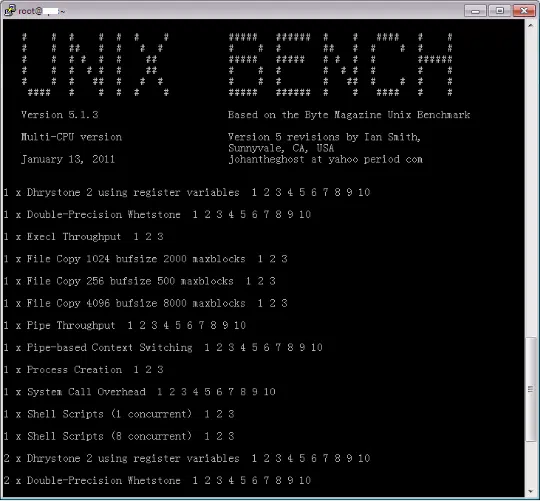 root@ :~
UNIX BENCH
Version 5.1.3 Based on the Byte Magazine Unix Benchmark
Multi-CPU version Version 5 revisions by Ian Smith,
Sunnyvale, CA, USA
January 13, 2011 johantheghost at yahoo period com
1 x Dhrystone 2 using register variables 1 2 3 4 5 6 7 8 9 10
1 x Double-Precision Whetstone 1 2 3 4 5 6 7 8 9 10
1 x Execl Throughput 1 2 3
1 x File Copy 1024 bufsize 2000 maxblocks 1 2 3
1 x File Copy 256 bufsize 500 maxblocks 1 2 3
1 x File Copy 4096 bufsize 8000 maxblocks 1 2 3
1 x Pipe Throughput 1 2 3 4 5 6 7 8 9 10
1 x Pipe-based Context Switching 1 2 3 4 5 6 7 8 9 10
1 x Process Creation 1 2 3
1 x System Call Overhead 1 2 3 4 5 6 7 8 9 10
1 x Shell Scripts (1 concurrent) 1 2 3
1 x Shell Scripts (8 concurrent) 1 2 3
2 x Dhrystone 2 using register variables 1 2 3 4 5 6 7 8 9 10
2 x Double-Precision Whetstone 1 2 3 4 5 6 7 8 9 10